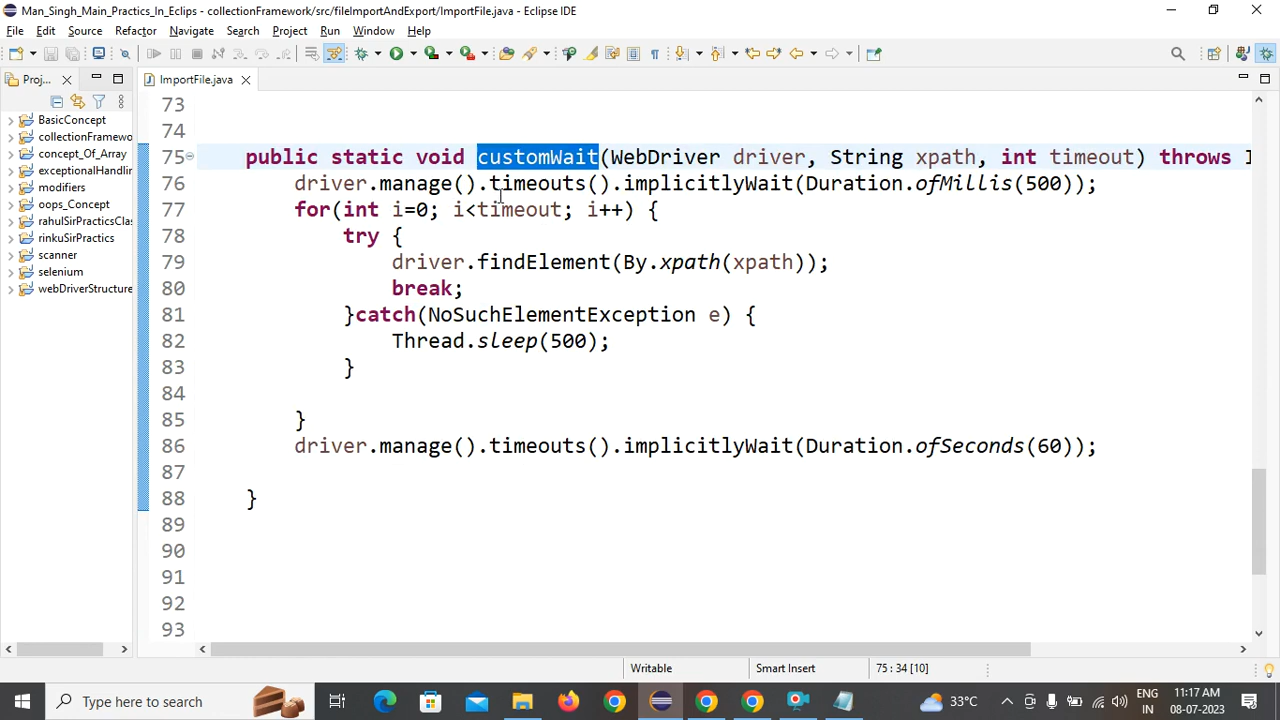 Man_Singh_Main_Practics_In_Eclips - collectionFramework/src/fileImportAndExport/ImportFile.java - Eclipse IDE
File Edit Source Refactor Navigate Search Project Run Window Help
Proj... ImportFile.java
BasicConcept
collectionFramewo
concept_Of_Array
exceptionalHandlin
modifiers
oops_Concept
rahulSirPracticsClas
rinkuSirPractics
scanner
selenium
webDriverStructure
73
74
75 public static void customWait(WebDriver driver, String xpath, int timeout) throws I
76 driver.manage().timeouts().implicitlyWait(Duration.ofMillis(500));
77 for(int i=0; i<timeout; i++) {
78 try {
79 driver.findElement(By.xpath(xpath));
80 break;
81 }catch(NoSuchElementException e) {
82 Thread.sleep(500);
83 }
84
85 }
86 driver.manage().timeouts().implicitlyWait(Duration.ofSeconds(60));
87
88 }
89
90
91
92
93
Writable Smart Insert 75 : 34 [10]
Type here to search 33°C ENG 11:17 AM
IN 08-07-2023